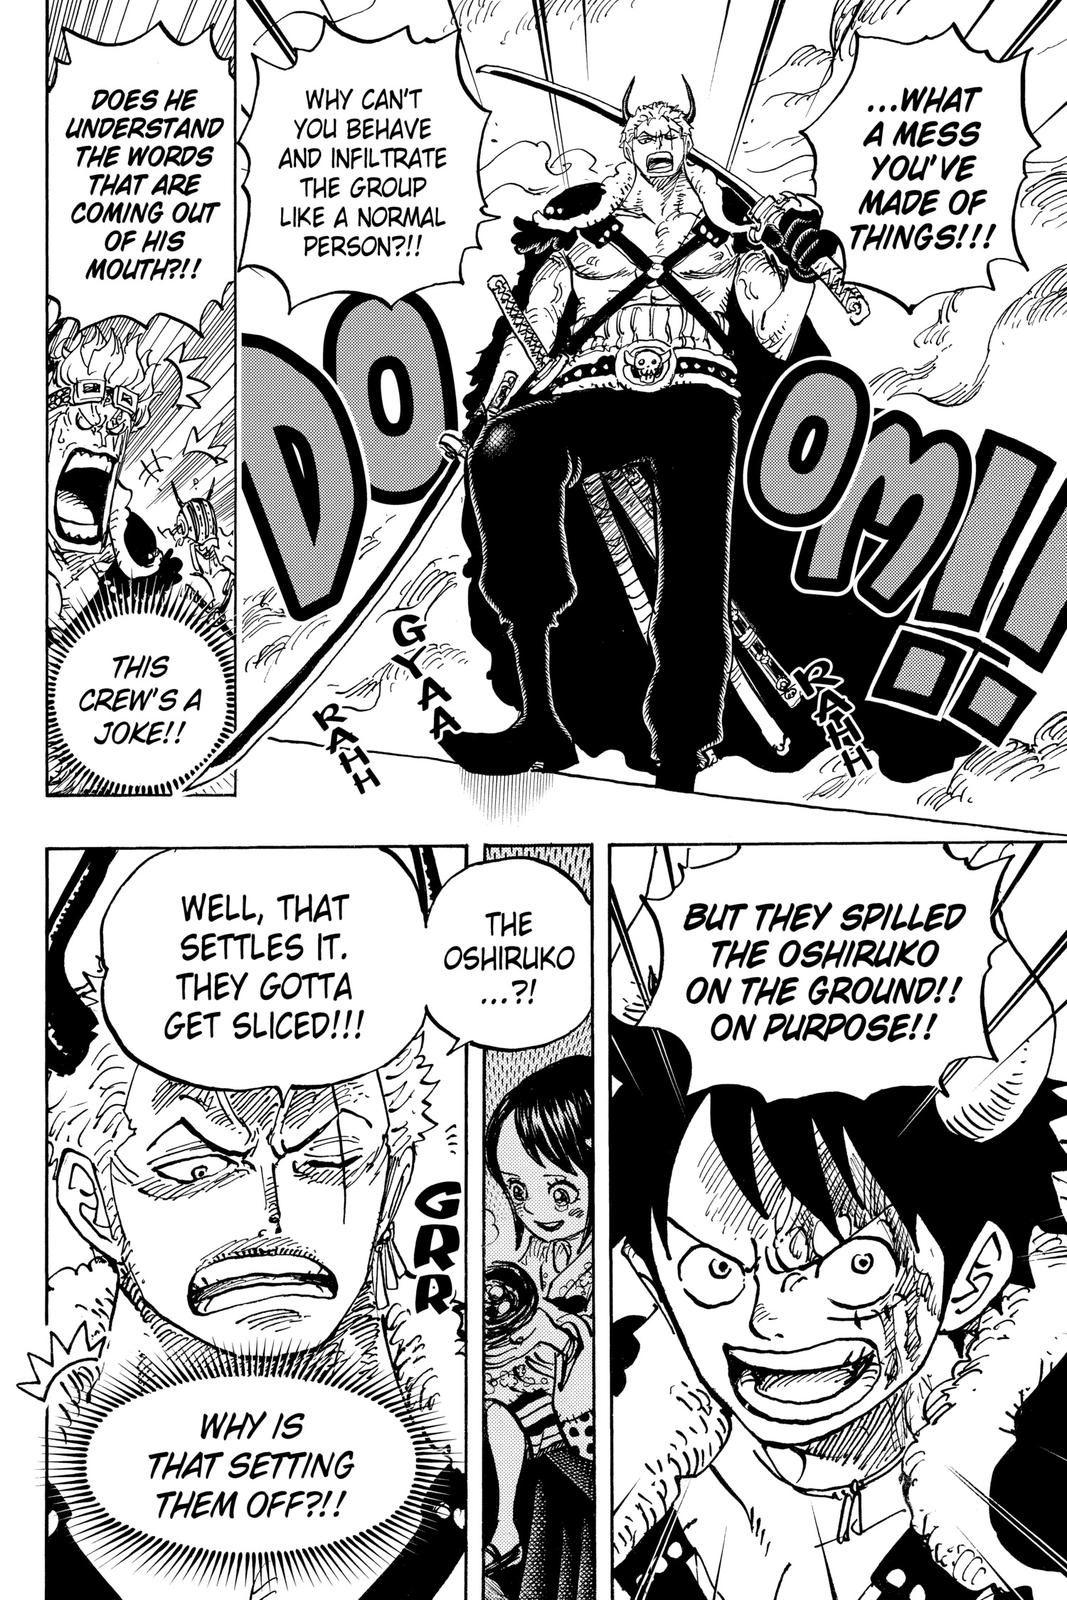 ...WHAT
A MESS
YOU'VE
MADE OF
THINGS!!!
WHY CAN'T
YOU BEHAVE
AND INFILTRATE
THE GROUP
LIKE A NORMAL
PERSON?!!
DOOM!!
GYAA
RAHH
RAHH
DOES HE
UNDERSTAND
THE WORDS
THAT ARE
COMING OUT
OF HIS
MOUTH?!!
THIS
CREW'S A
JOKE!!
BUT THEY SPILLED
THE OSHIRUKO
ON THE GROUND!!
ON PURPOSE!!
THE
OSHIRUKO
...?!
WELL, THAT
SETTLES IT.
THEY GOTTA
GET SLICED!!!
GRR
WHY IS
THAT SETTING
THEM OFF?!!